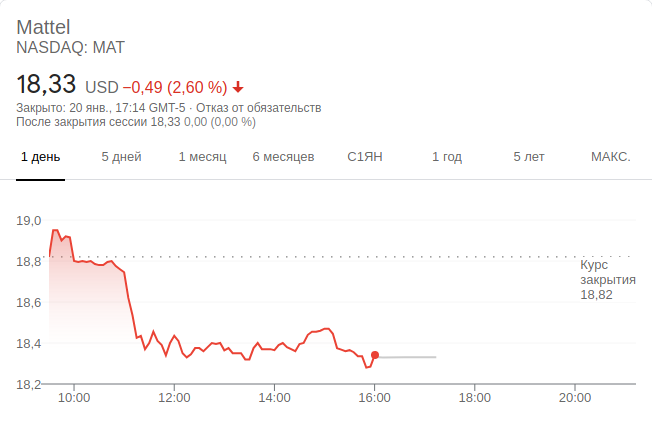 Mattel
NASDAQ: MAT
18,33 USD −0,49 (2,60 %)
Закрыто: 20 янв., 17:14 GMT-5 · Отказ от обязательств
После закрытия сессии 18,33 0,00 (0,00 %)
1 день 5 дней 1 месяц 6 месяцев С1ЯН 1 год 5 лет МАКС.
19,0
18,8
Курс
закрытия
18,82
18,6
18,4
18,2
10:00 12:00 14:00 16:00 18:00 20:00